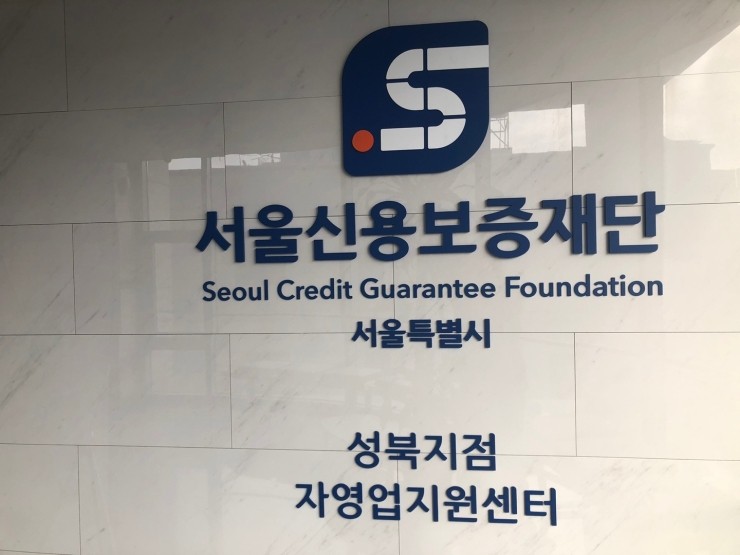 서울신용보증재단
Seoul Credit Guarantee Foundation
서울특별시
성북지점
자영업지원센터